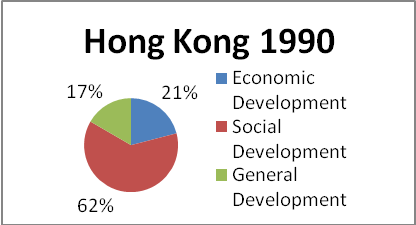 Hong Kong 1990
17%
21%
62%
Economic
Development
Social
Development
General
Development